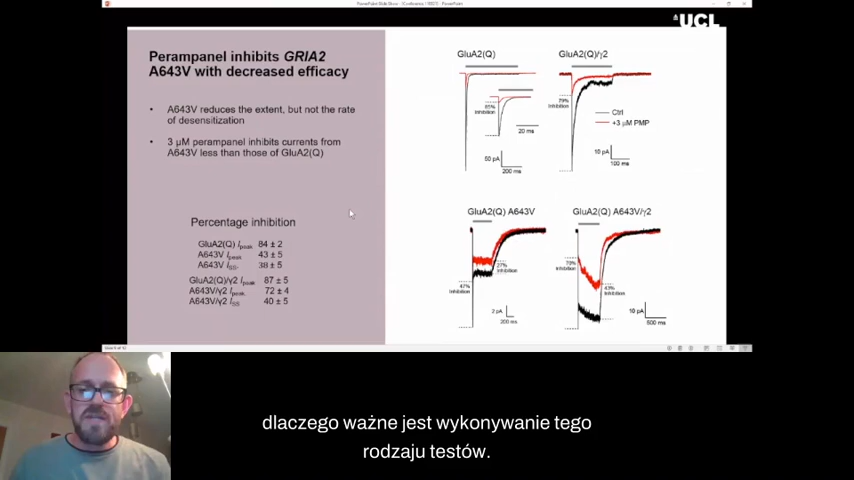 UCL
Perampanel inhibits GRIA2
A643V with decreased efficacy
• A643V reduces the extent, but not the rate
of desensitization
• 3 µM perampanel inhibits currents from
A643V less than those of GluA2(Q)
Percentage inhibition
GluA2(Q) Ipeak 84 ± 2
A643V Ipeak 43 ± 5
A643V ISS 38 ± 5
GluA2(Q)/γ2 Ipeak 87 ± 5
A643V/γ2 Ipeak 72 ± 4
A643V/γ2 ISS 40 ± 5
GluA2(Q)
85%
inhibition
20 ms
50 pA
200 ms
GluA2(Q)/γ2
79%
inhibition
Ctrl
+3 µM PMP
10 pA
100 ms
GluA2(Q) A643V
47%
inhibition
37%
inhibition
2 pA
200 ms
GluA2(Q) A643V/γ2
inhibition
43%
inhibition
10 pA
500 ms
dlaczego ważne jest wykonywanie tego
rodzaju testów.